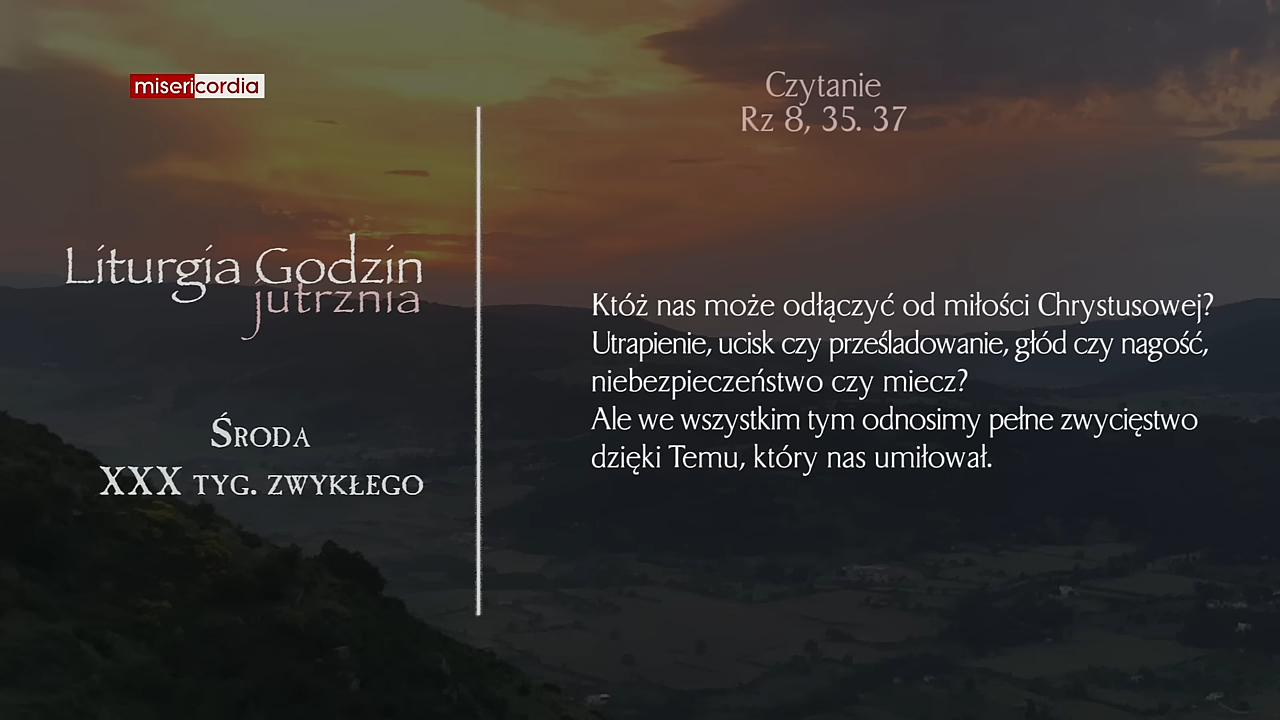 misericordia
Liturgia Godzin
jutrznia
Środa
XXX tyg. zwykłego
Czytanie
Rz 8, 35. 37
Któż nas może odłączyć od miłości Chrystusowej?
Utrapienie, ucisk czy prześladowanie, głód czy nagość,
niebezpieczeństwo czy miecz?
Ale we wszystkim tym odnosimy pełne zwycięstwo
dzięki Temu, który nas umiłował.